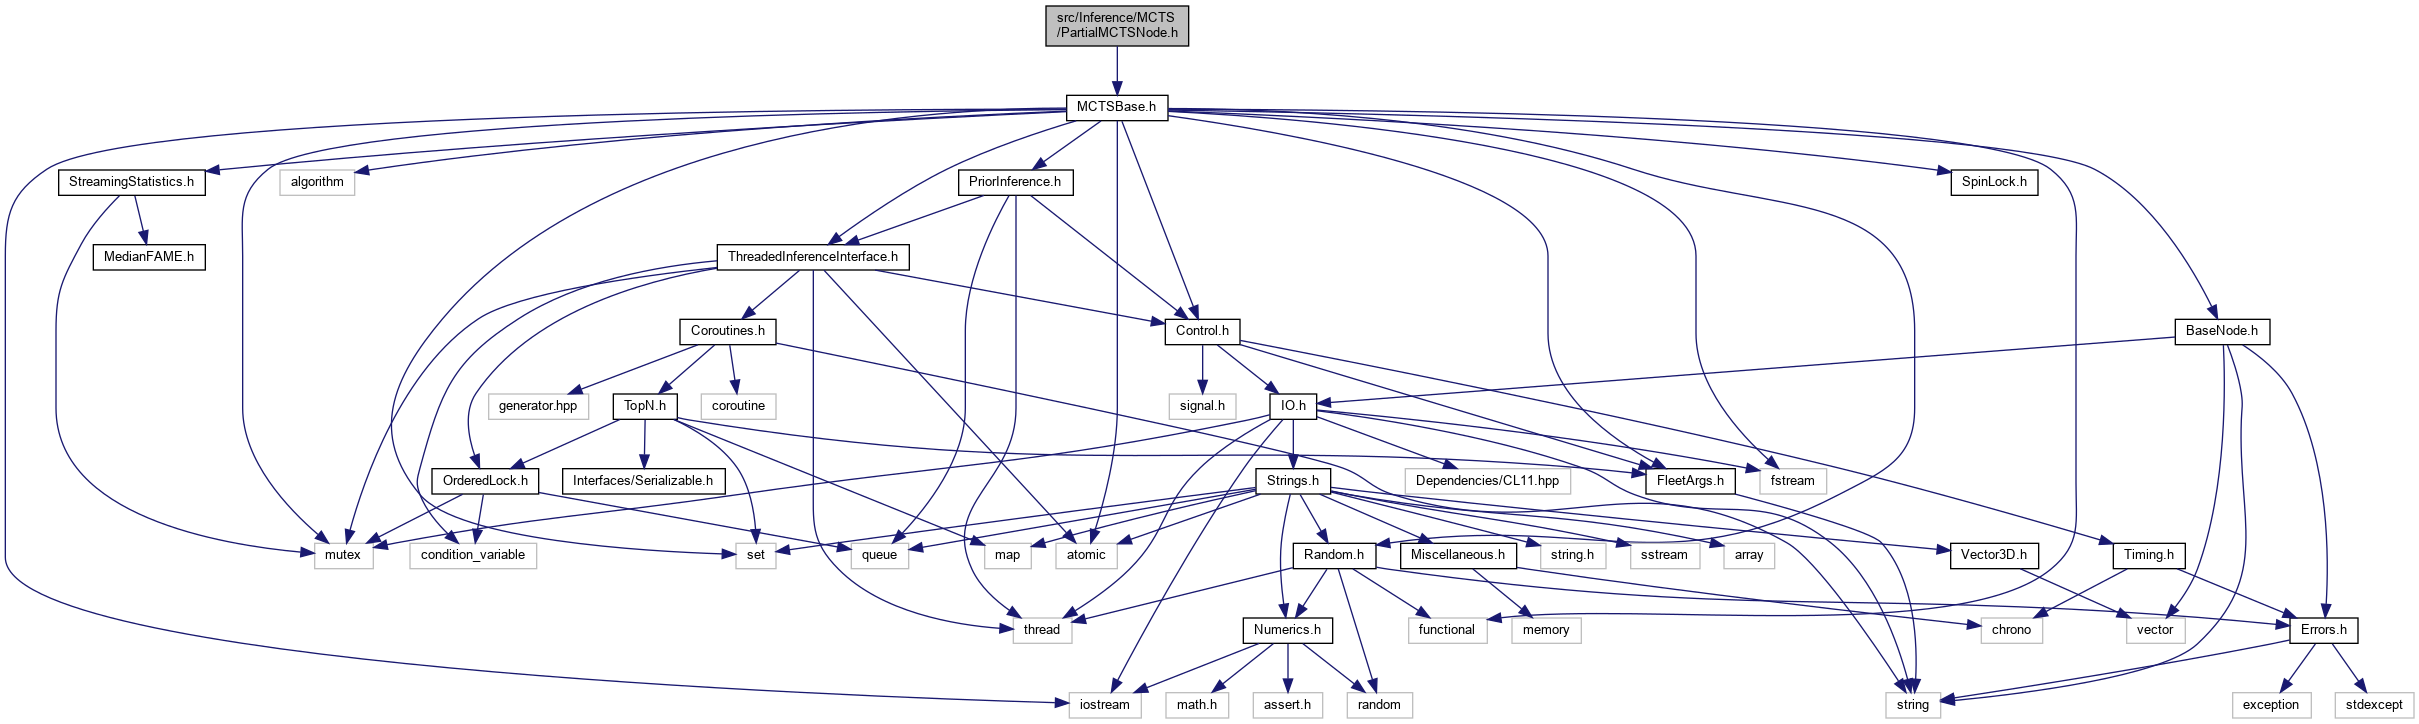 src/Inference/MCTS
/PartialMCTSNode.h
MCTSBase.h
StreamingStatistics.h
algorithm
PriorInference.h
SpinLock.h
MedianFAME.h
ThreadedInferenceInterface.h
Coroutines.h
Control.h
BaseNode.h
generator.hpp
TopN.h
coroutine
signal.h
IO.h
OrderedLock.h
Interfaces/Serializable.h
Strings.h
Dependencies/CL11.hpp
FleetArgs.h
fstream
mutex
condition_variable
set
queue
map
atomic
Random.h
Miscellaneous.h
string.h
sstream
array
Vector3D.h
Timing.h
thread
Numerics.h
functional
memory
chrono
vector
Errors.h
iostream
math.h
assert.h
random
string
exception
stdexcept